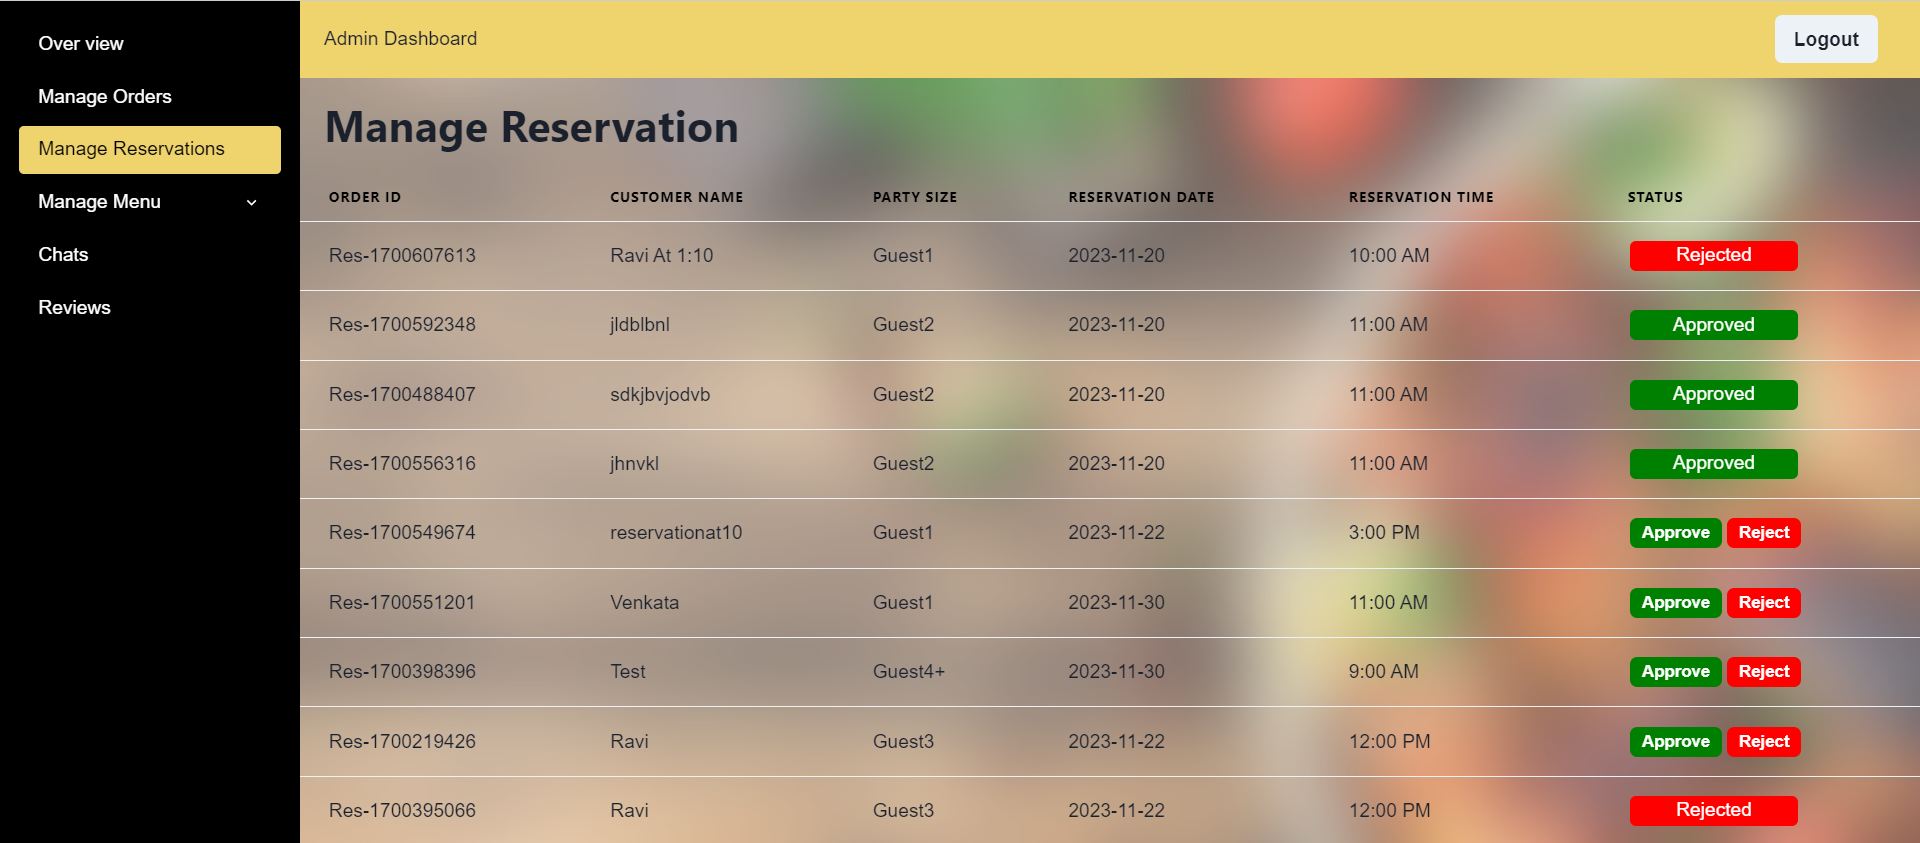 Over view
Manage Orders
Manage Reservations
Manage Menu
Chats
Reviews
Admin Dashboard
Logout
Manage Reservation
ORDER ID CUSTOMER NAME PARTY SIZE RESERVATION DATE RESERVATION TIME STATUS
Res-1700607613 Ravi At 1:10 Guest1 2023-11-20 10:00 AM Rejected
Res-1700592348 jldblbnl Guest2 2023-11-20 11:00 AM Approved
Res-1700488407 sdkjbvjodvb Guest2 2023-11-20 11:00 AM Approved
Res-1700556316 jhnvkl Guest2 2023-11-20 11:00 AM Approved
Res-1700549674 reservationat10 Guest1 2023-11-22 3:00 PM Approve Reject
Res-1700551201 Venkata Guest1 2023-11-30 11:00 AM Approve Reject
Res-1700398396 Test Guest4+ 2023-11-30 9:00 AM Approve Reject
Res-1700219426 Ravi Guest3 2023-11-22 12:00 PM Approve Reject
Res-1700395066 Ravi Guest3 2023-11-22 12:00 PM Rejected